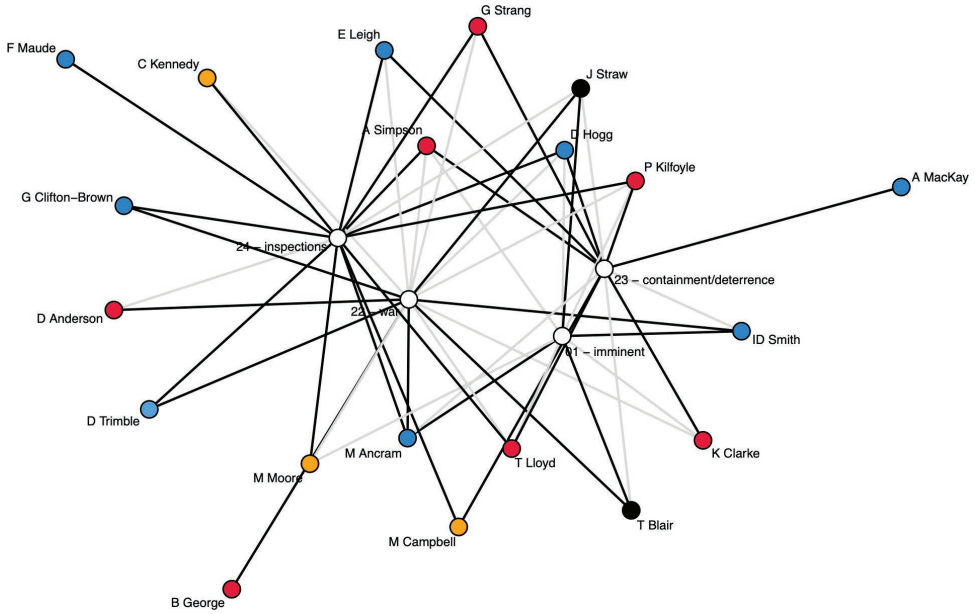 G Strang
E Leigh
F Maude
C Kennedy
J Straw
A Simpson
D Hogg
P Kilfoyle
A MacKay
G Clifton–Brown
24 – inspections
23 – containment/deterrence
22 – war
D Anderson
ID Smith
01 – imminent
D Trimble
M Ancram
T Lloyd
K Clarke
M Moore
T Blair
M Campbell
B George